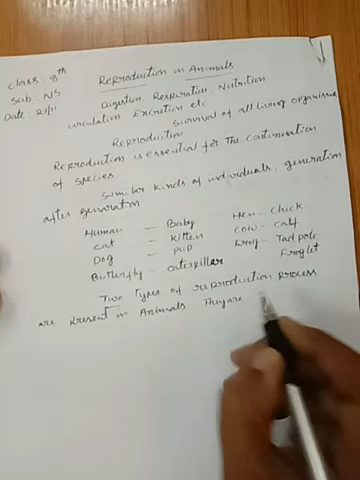 Class: 8th
Sub: NS
Date: 21/11
Reproduction in Animals
Digestion, Respiration, Nutrition
circulation Excretion etc
Survival of all living organisms
Reproduction
Reproduction is essential for the continuation
of species.
Similar kinds of individuals, generation
after generation
Human — Baby Hen - chick
Cat — kitten Cow - calf
Dog — pup Frog - Tadpole
Butterfly - caterpillar Froglet
Two types of reproduction process
are present in Animals. They are